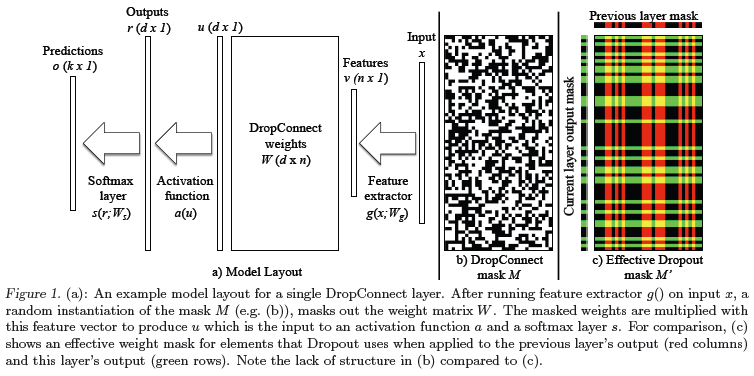 Predictions
o (k x 1)
Outputs
r (d x 1)
u (d x 1)
DropConnect
weights
W (d x n)
Features
v (n x 1)
Input
x
Softmax
layer
s(r;Ws)
Activation
function
a(u)
Feature
extractor
g(x;Wg)
a) Model Layout
b) DropConnect
mask M
Previous layer mask
Current layer output mask
c) Effective Dropout
mask M'
Figure 1. (a): An example model layout for a single DropConnect layer. After running feature extractor g() on input x, a
random instantiation of the mask M (e.g. (b)), masks out the weight matrix W. The masked weights are multiplied with
this feature vector to produce u which is the input to an activation function a and a softmax layer s. For comparison, (c)
shows an effective weight mask for elements that Dropout uses when applied to the previous layer's output (red columns)
and this layer's output (green rows). Note the lack of structure in (b) compared to (c).